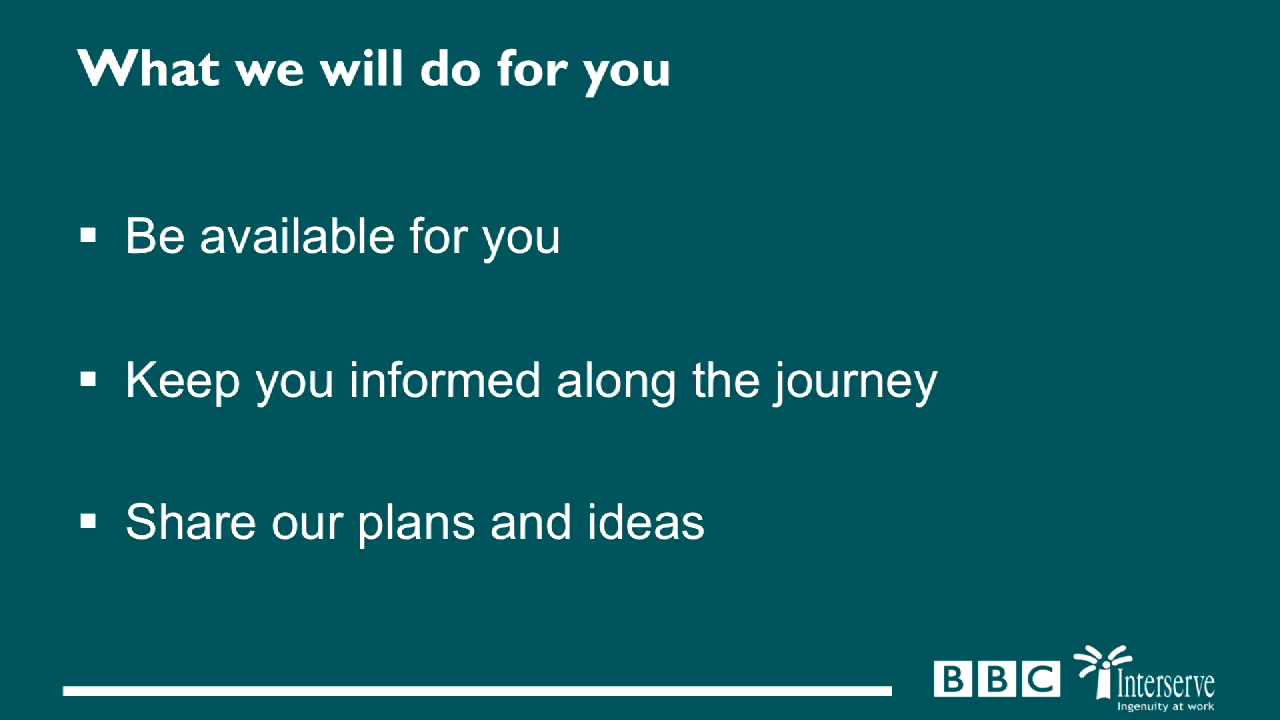 What we will do for you
▪ Be available for you
▪ Keep you informed along the journey
▪ Share our plans and ideas
BBC
Interserve
Ingenuity at work